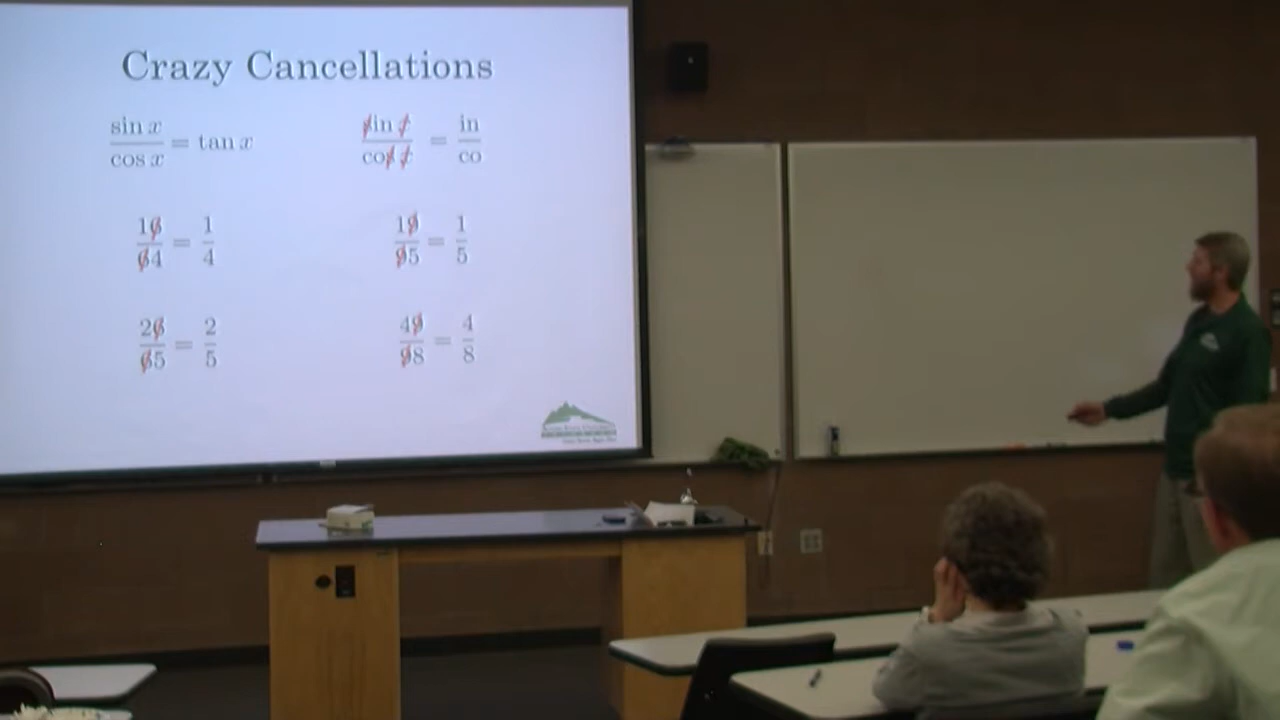 Crazy Cancellations
sin x / cos x = tan x
sin x / cos x = in / co
16 / 64 = 1 / 4
19 / 95 = 1 / 5
26 / 65 = 2 / 5
49 / 98 = 4 / 8